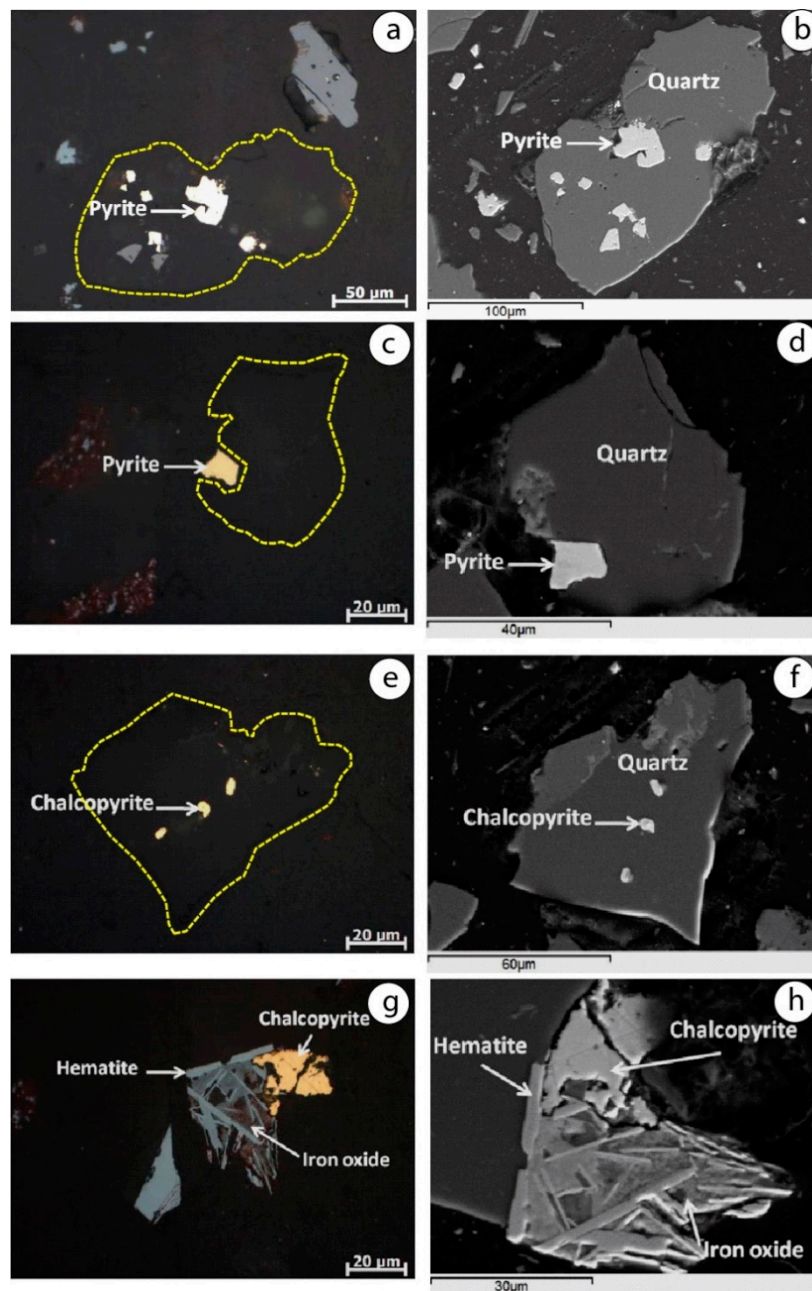 a
Pyrite
50 µm
b
Quartz
Pyrite
100µm
c
Pyrite
20 µm
d
Quartz
Pyrite
40µm
e
Chalcopyrite
20 µm
f
Quartz
Chalcopyrite
60µm
g
Chalcopyrite
Hematite
Iron oxide
20 µm
h
Chalcopyrite
Hematite
Iron oxide
30µm